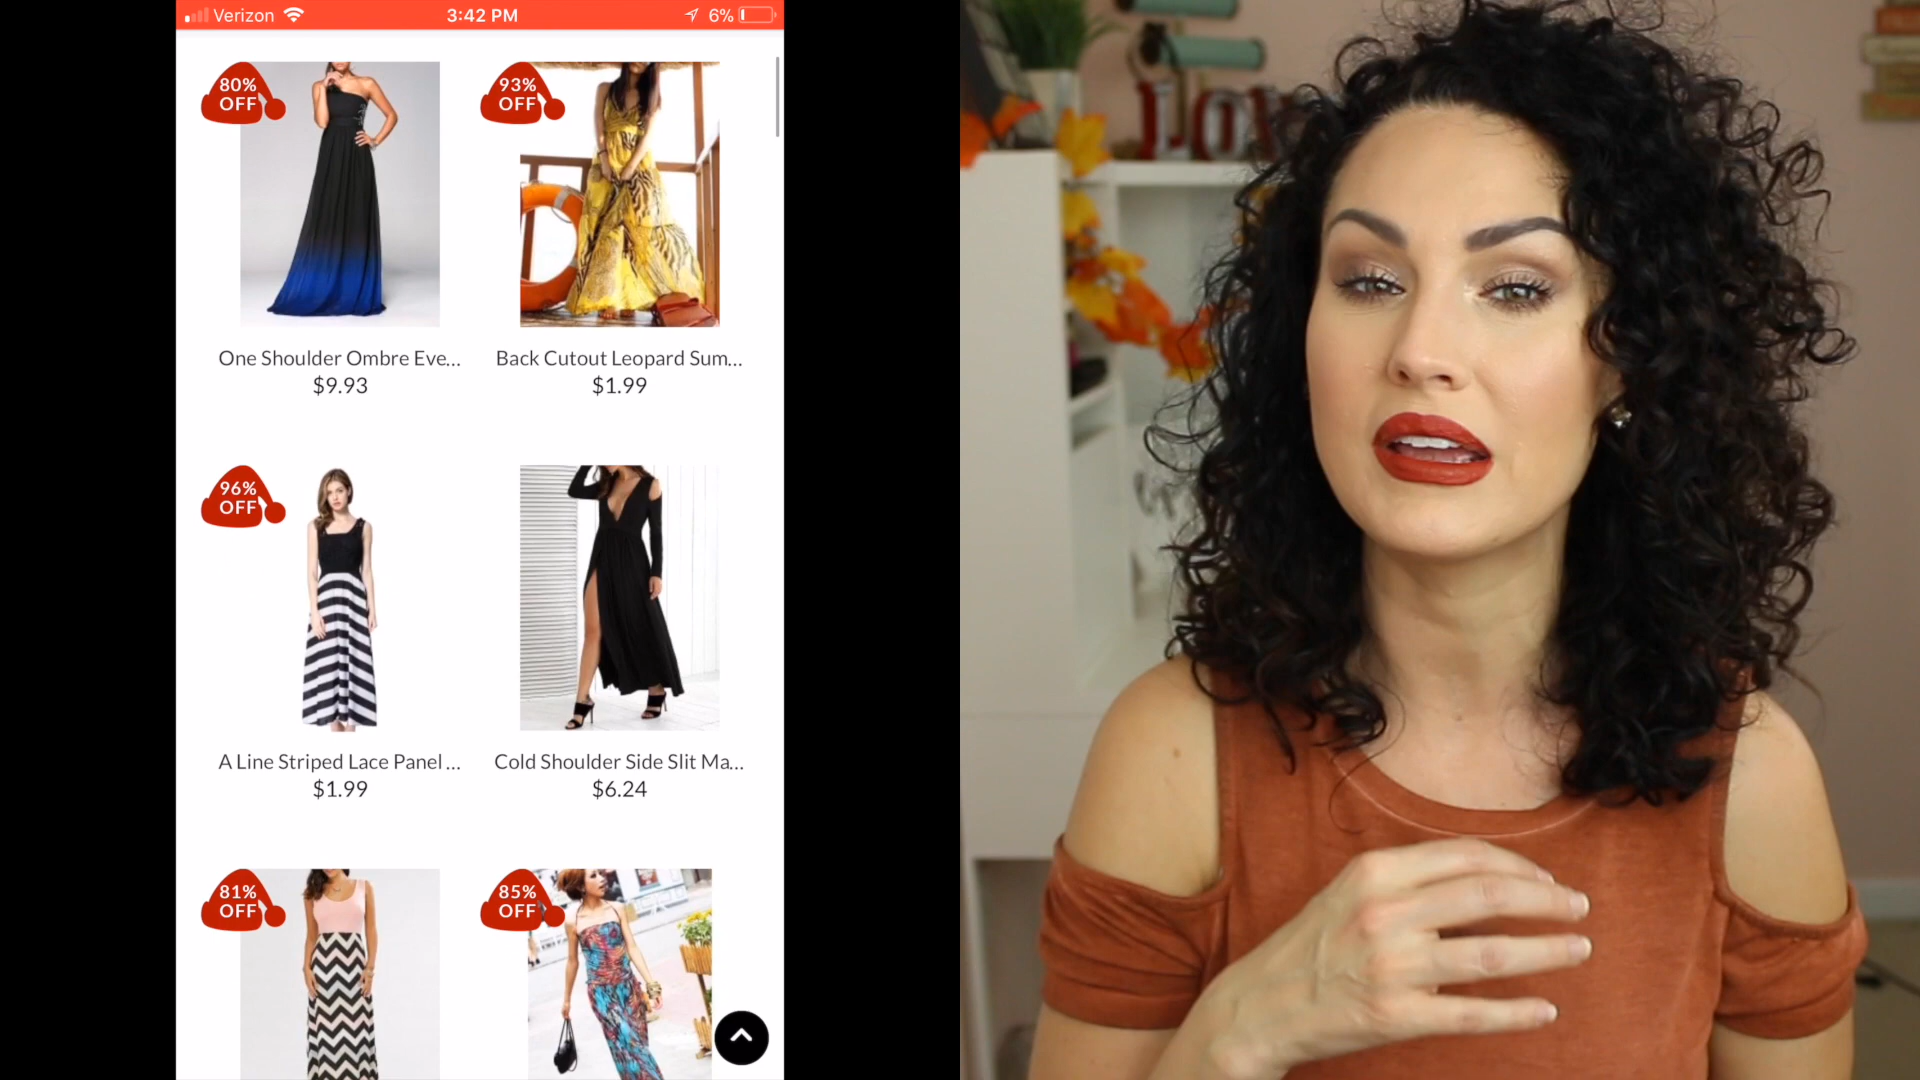 Verizon 3:42 PM 6%
80%
OFF
93%
OFF
One Shoulder Ombre Eve...
$9.93
Back Cutout Leopard Sum...
$1.99
96%
OFF
A Line Striped Lace Panel ...
$1.99
Cold Shoulder Side Slit Ma...
$6.24
81%
OFF
85%
OFF